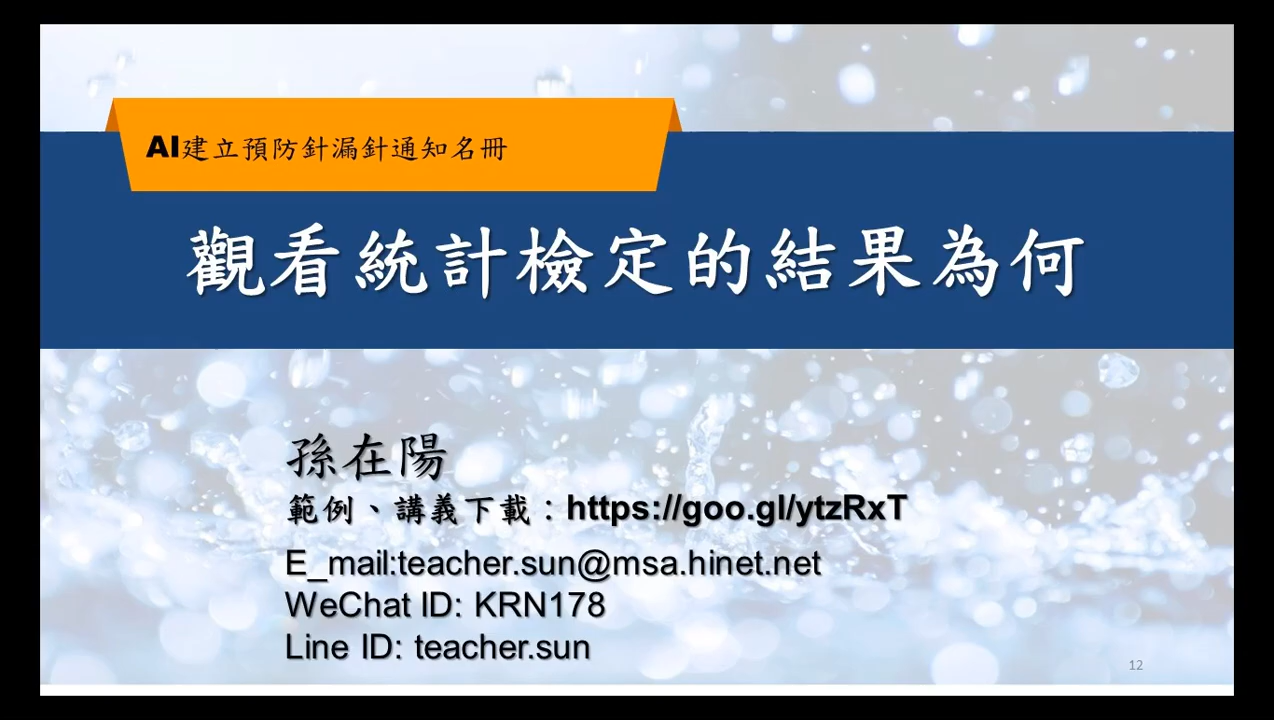 AI建立預防針漏針通知名冊
觀看統計檢定的結果為何
孫在陽
範例、講義下載：https://goo.gl/ytzRxT
E_mail:teacher.sun@msa.hinet.net
WeChat ID: KRN178
Line ID: teacher.sun
12